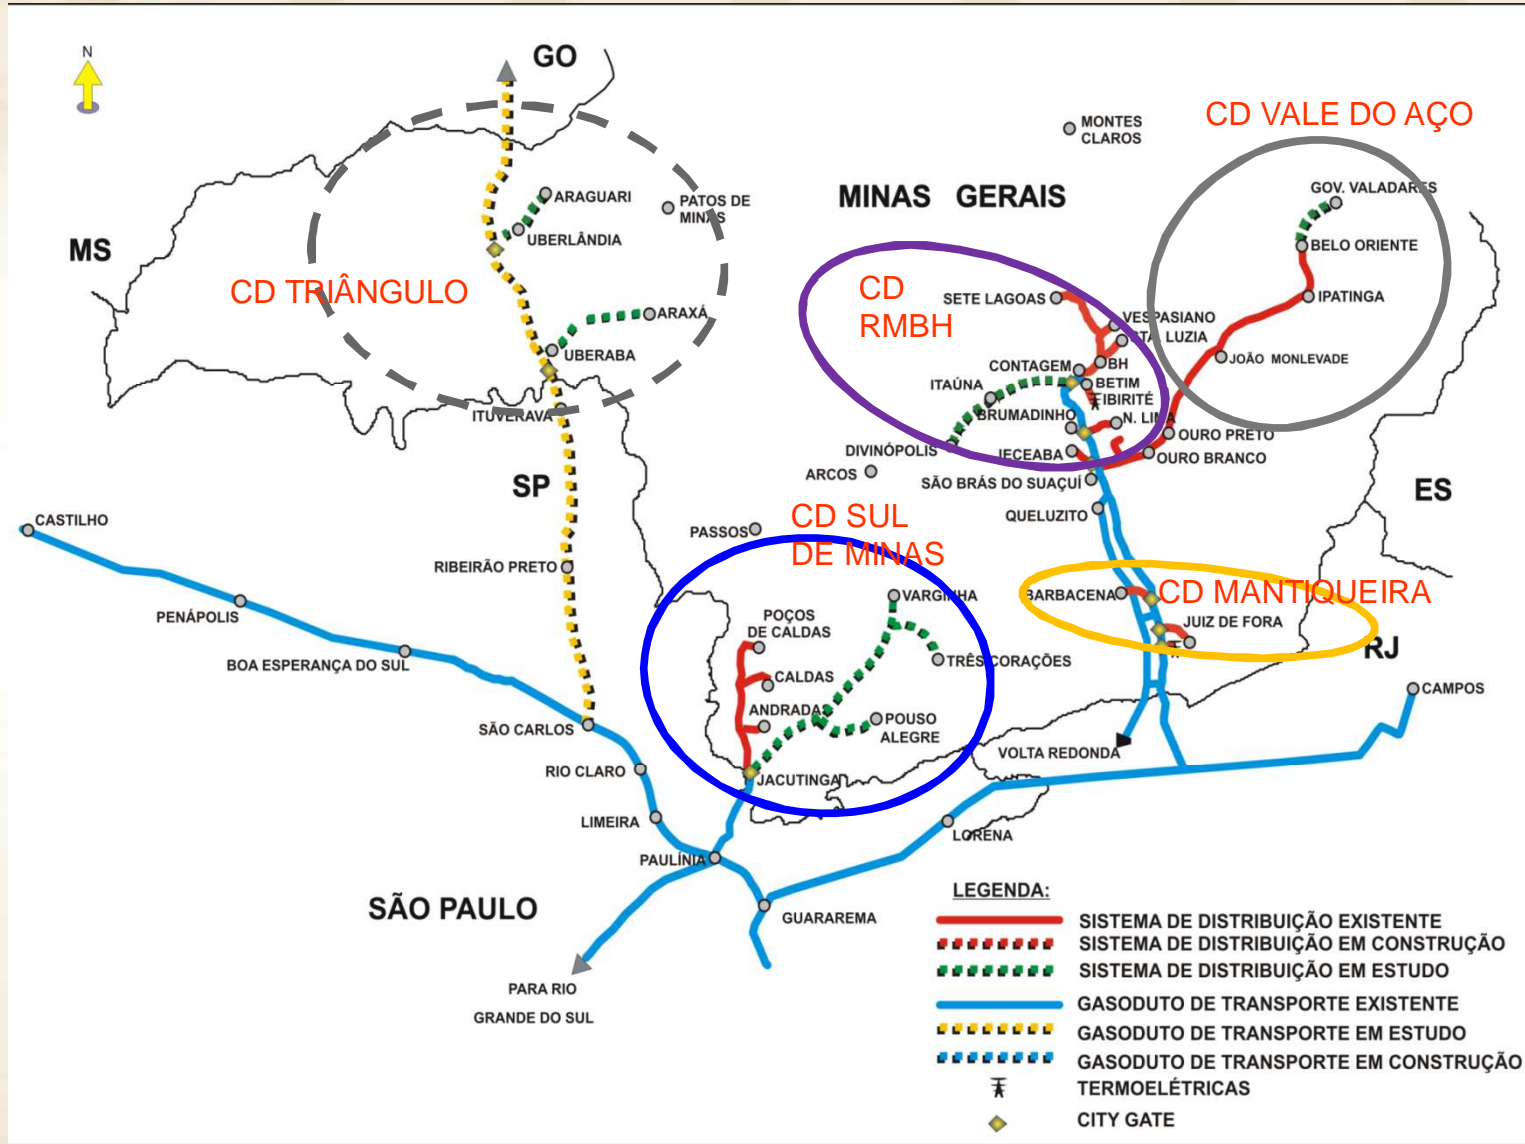 N
GO
CD VALE DO AÇO
MONTES
CLAROS
GOV. VALADARES
ARAGUARI
PATOS DE
MINAS
MINAS GERAIS
UBERLÂNDIA
BELO ORIENTE
MS
CD TRIÂNGULO
CD
RMBH
SETE LAGOAS
IPATINGA
ARAXÁ
VESPASIANO
STA. LUZIA
UBERABA
CONTAGEM
BH
JOÃO MONLEVADE
ITAÚNA
BETIM
IBIRITÉ
ITUVERAVA
BRUMADINHO
N. LIMA
OURO PRETO
DIVINÓPOLIS
JECEABA
OURO BRANCO
ARCOS
SÃO BRÁS DO SUAÇUÍ
SP
ES
CASTILHO
CD SUL
DE MINAS
QUELUZITO
PASSOS
RIBEIRÃO PRETO
VARGINHA
BARBACENA
CD MANTIQUEIRA
PENÁPOLIS
POÇOS
DE CALDAS
JUIZ DE FORA
RJ
BOA ESPERANÇA DO SUL
TRÊS CORAÇÕES
CALDAS
CAMPOS
ANDRADAS
POUSO
ALEGRE
SÃO CARLOS
VOLTA REDONDA
RIO CLARO
JACUTINGA
LIMEIRA
LORENA
PAULÍNIA
SÃO PAULO
GUARAREMA
PARA RIO
GRANDE DO SUL
LEGENDA:
SISTEMA DE DISTRIBUIÇÃO EXISTENTE
SISTEMA DE DISTRIBUIÇÃO EM CONSTRUÇÃO
SISTEMA DE DISTRIBUIÇÃO EM ESTUDO
GASODUTO DE TRANSPORTE EXISTENTE
GASODUTO DE TRANSPORTE EM ESTUDO
GASODUTO DE TRANSPORTE EM CONSTRUÇÃO
TERMOELÉTRICAS
CITY GATE